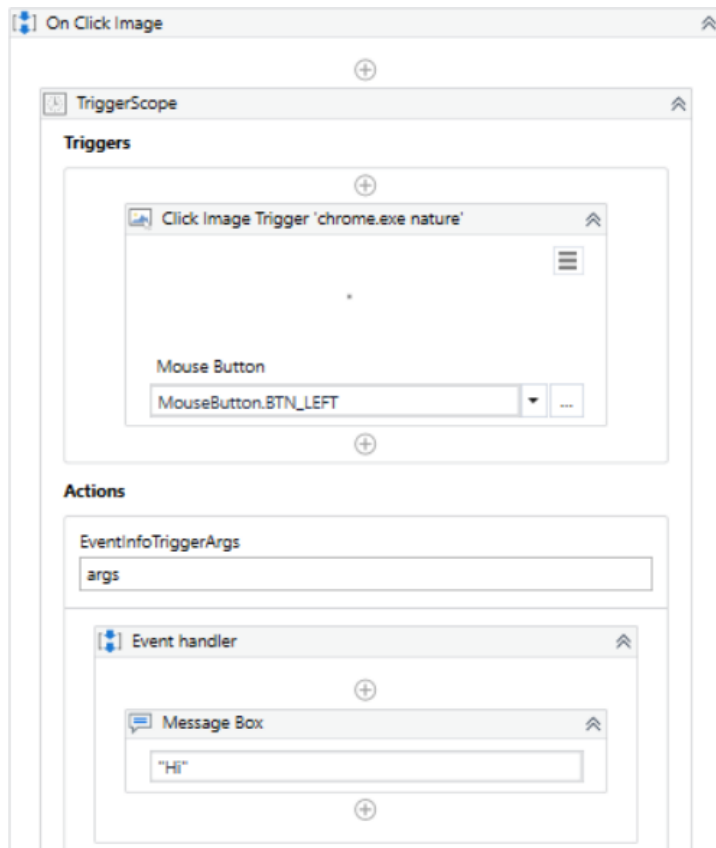 On Click Image
TriggerScope
Triggers
Click Image Trigger 'chrome.exe nature'
Mouse Button
MouseButton.BTN_LEFT
...
Actions
EventInfoTriggerArgs
args
Event handler
Message Box
"Hi"